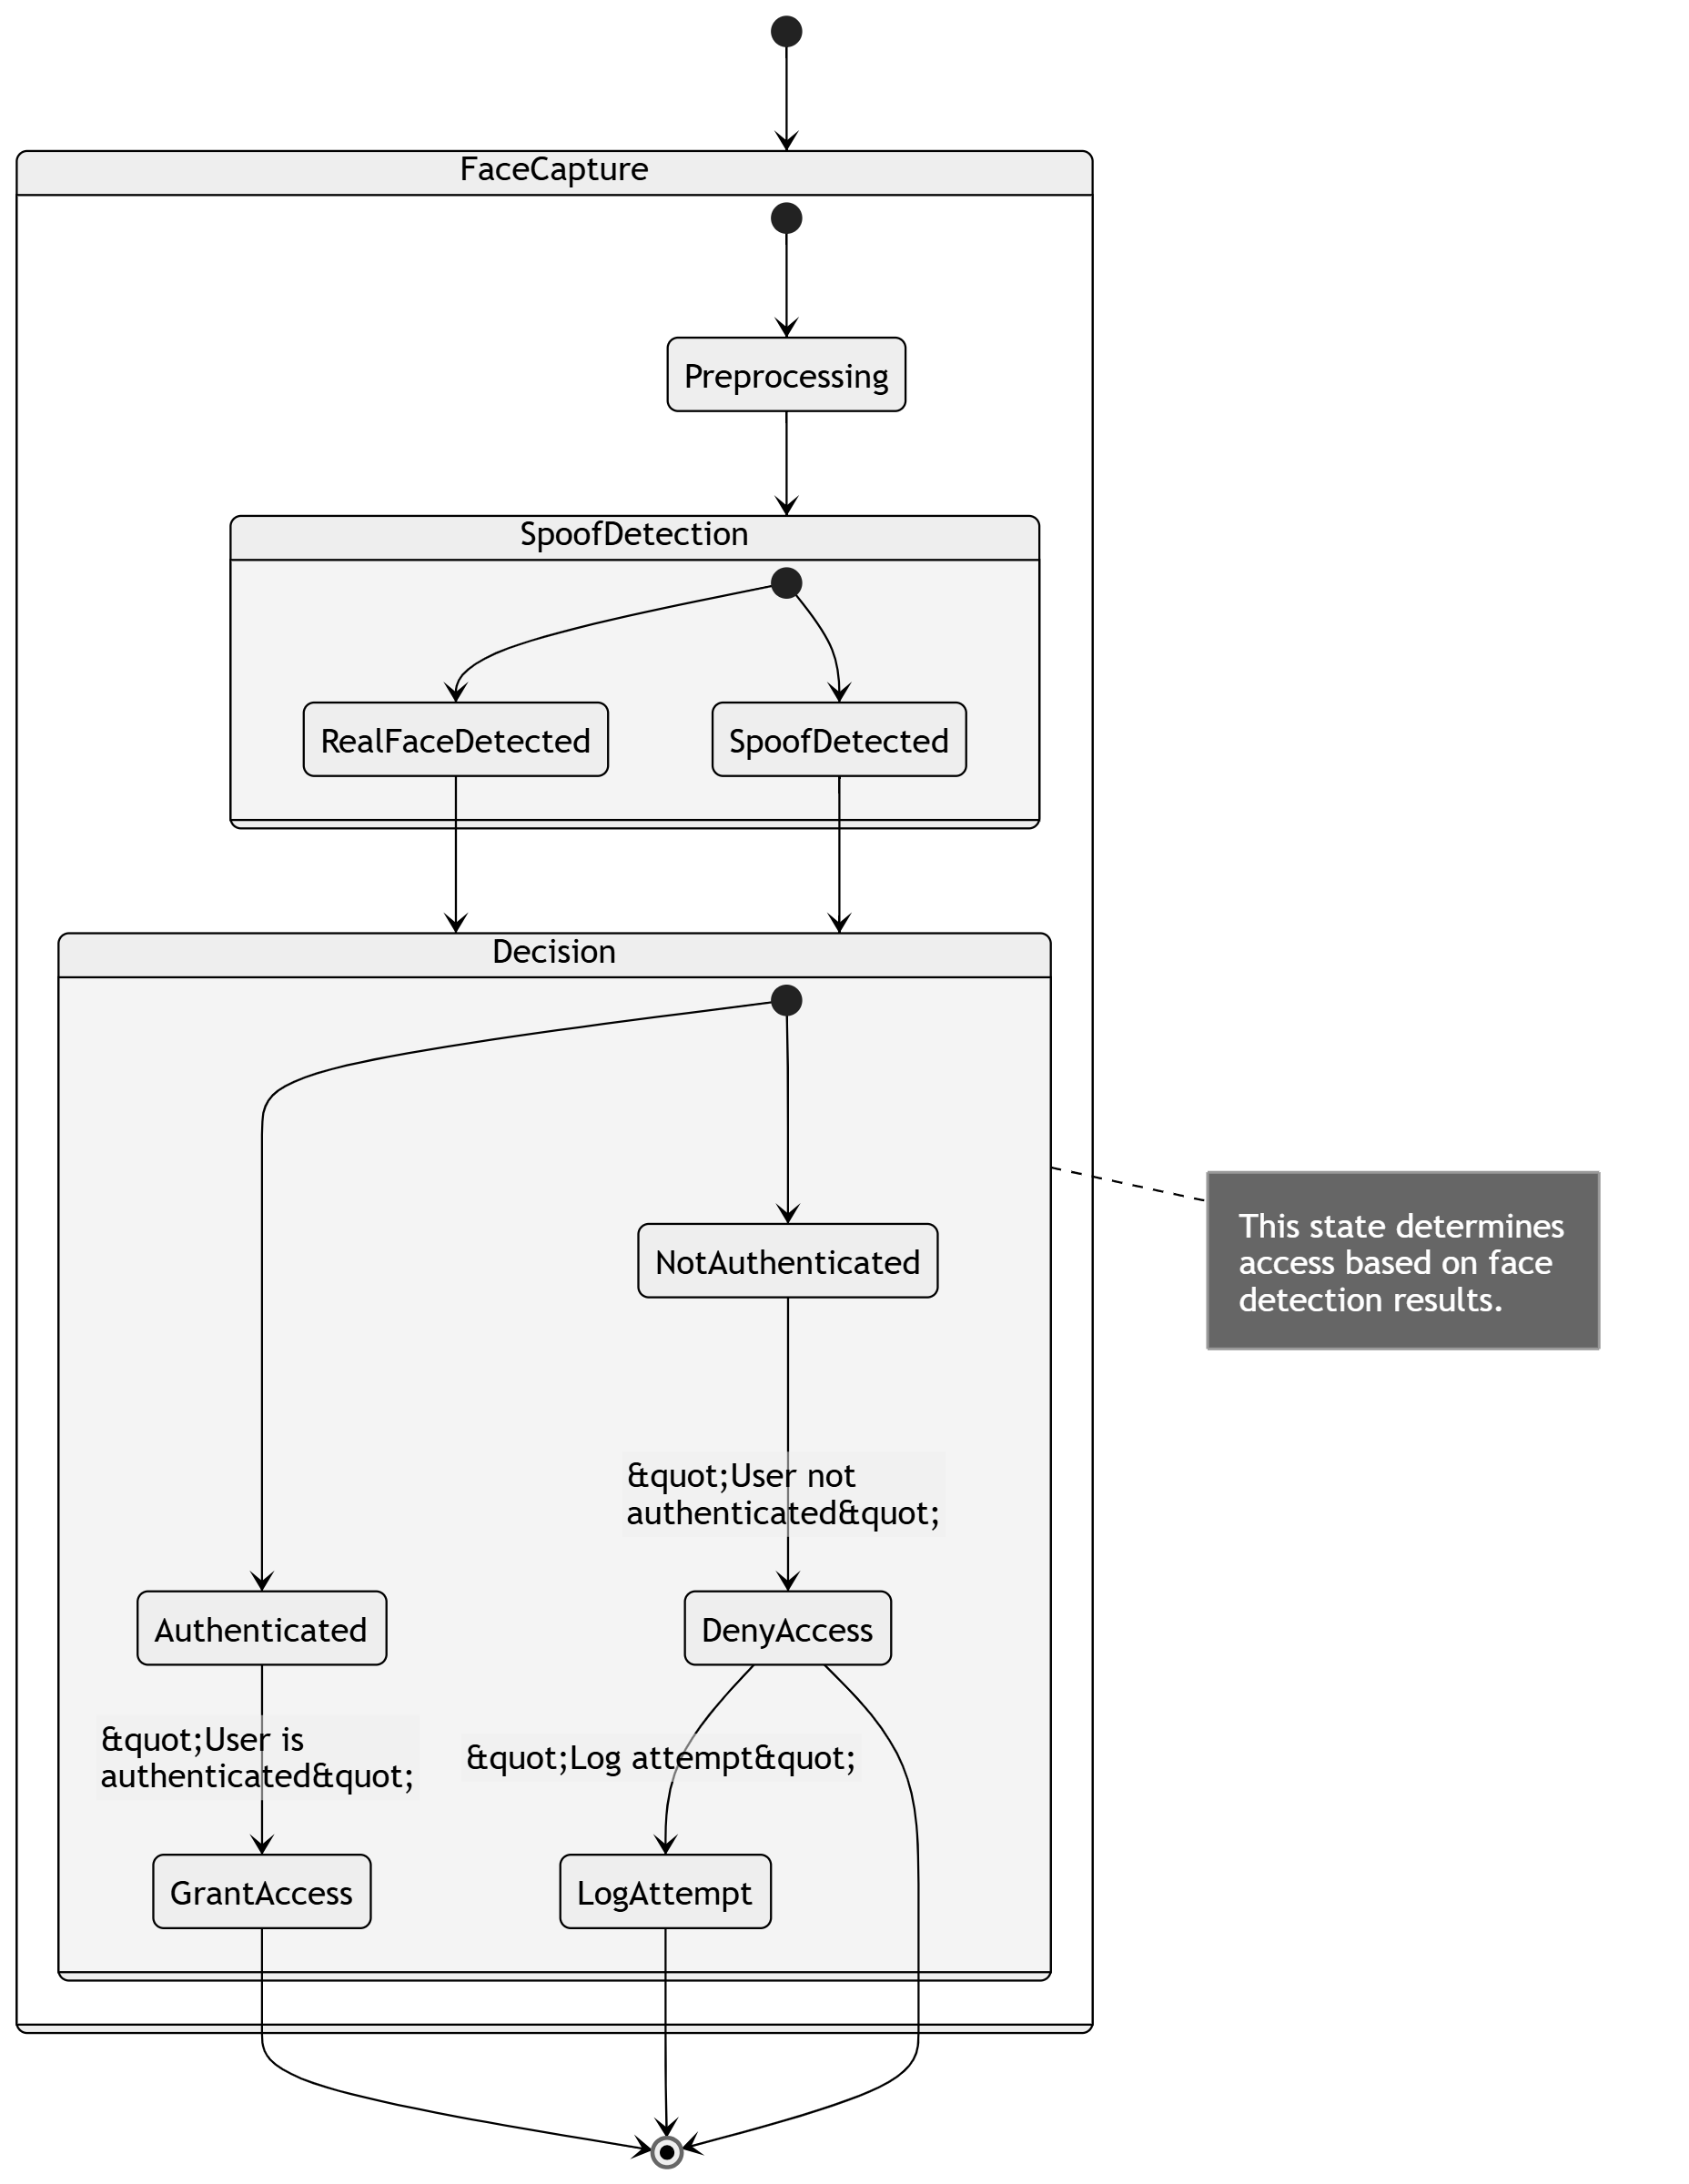 FaceCapture
Preprocessing
SpoofDetection
RealFaceDetected
SpoofDetected
Decision
NotAuthenticated
This state determines
access based on face
detection results.
&quot;User not
authenticated&quot;
Authenticated
DenyAccess
&quot;User is
authenticated&quot;
&quot;Log attempt&quot;
GrantAccess
LogAttempt